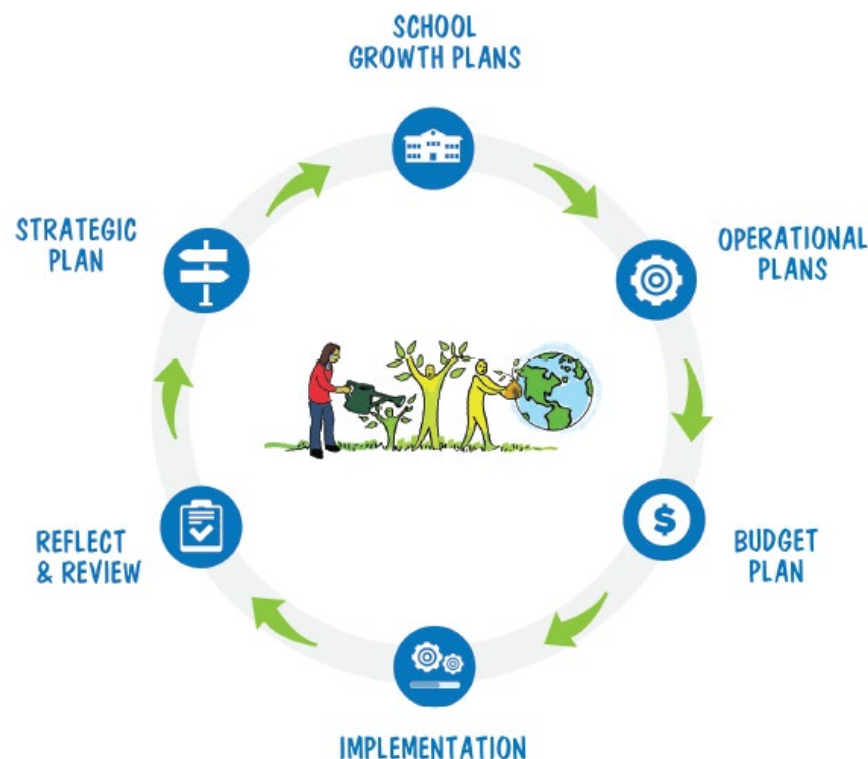 SCHOOL
GROWTH PLANS
OPERATIONAL
PLANS
BUDGET
PLAN
IMPLEMENTATION
REFLECT
& REVIEW
STRATEGIC
PLAN
$